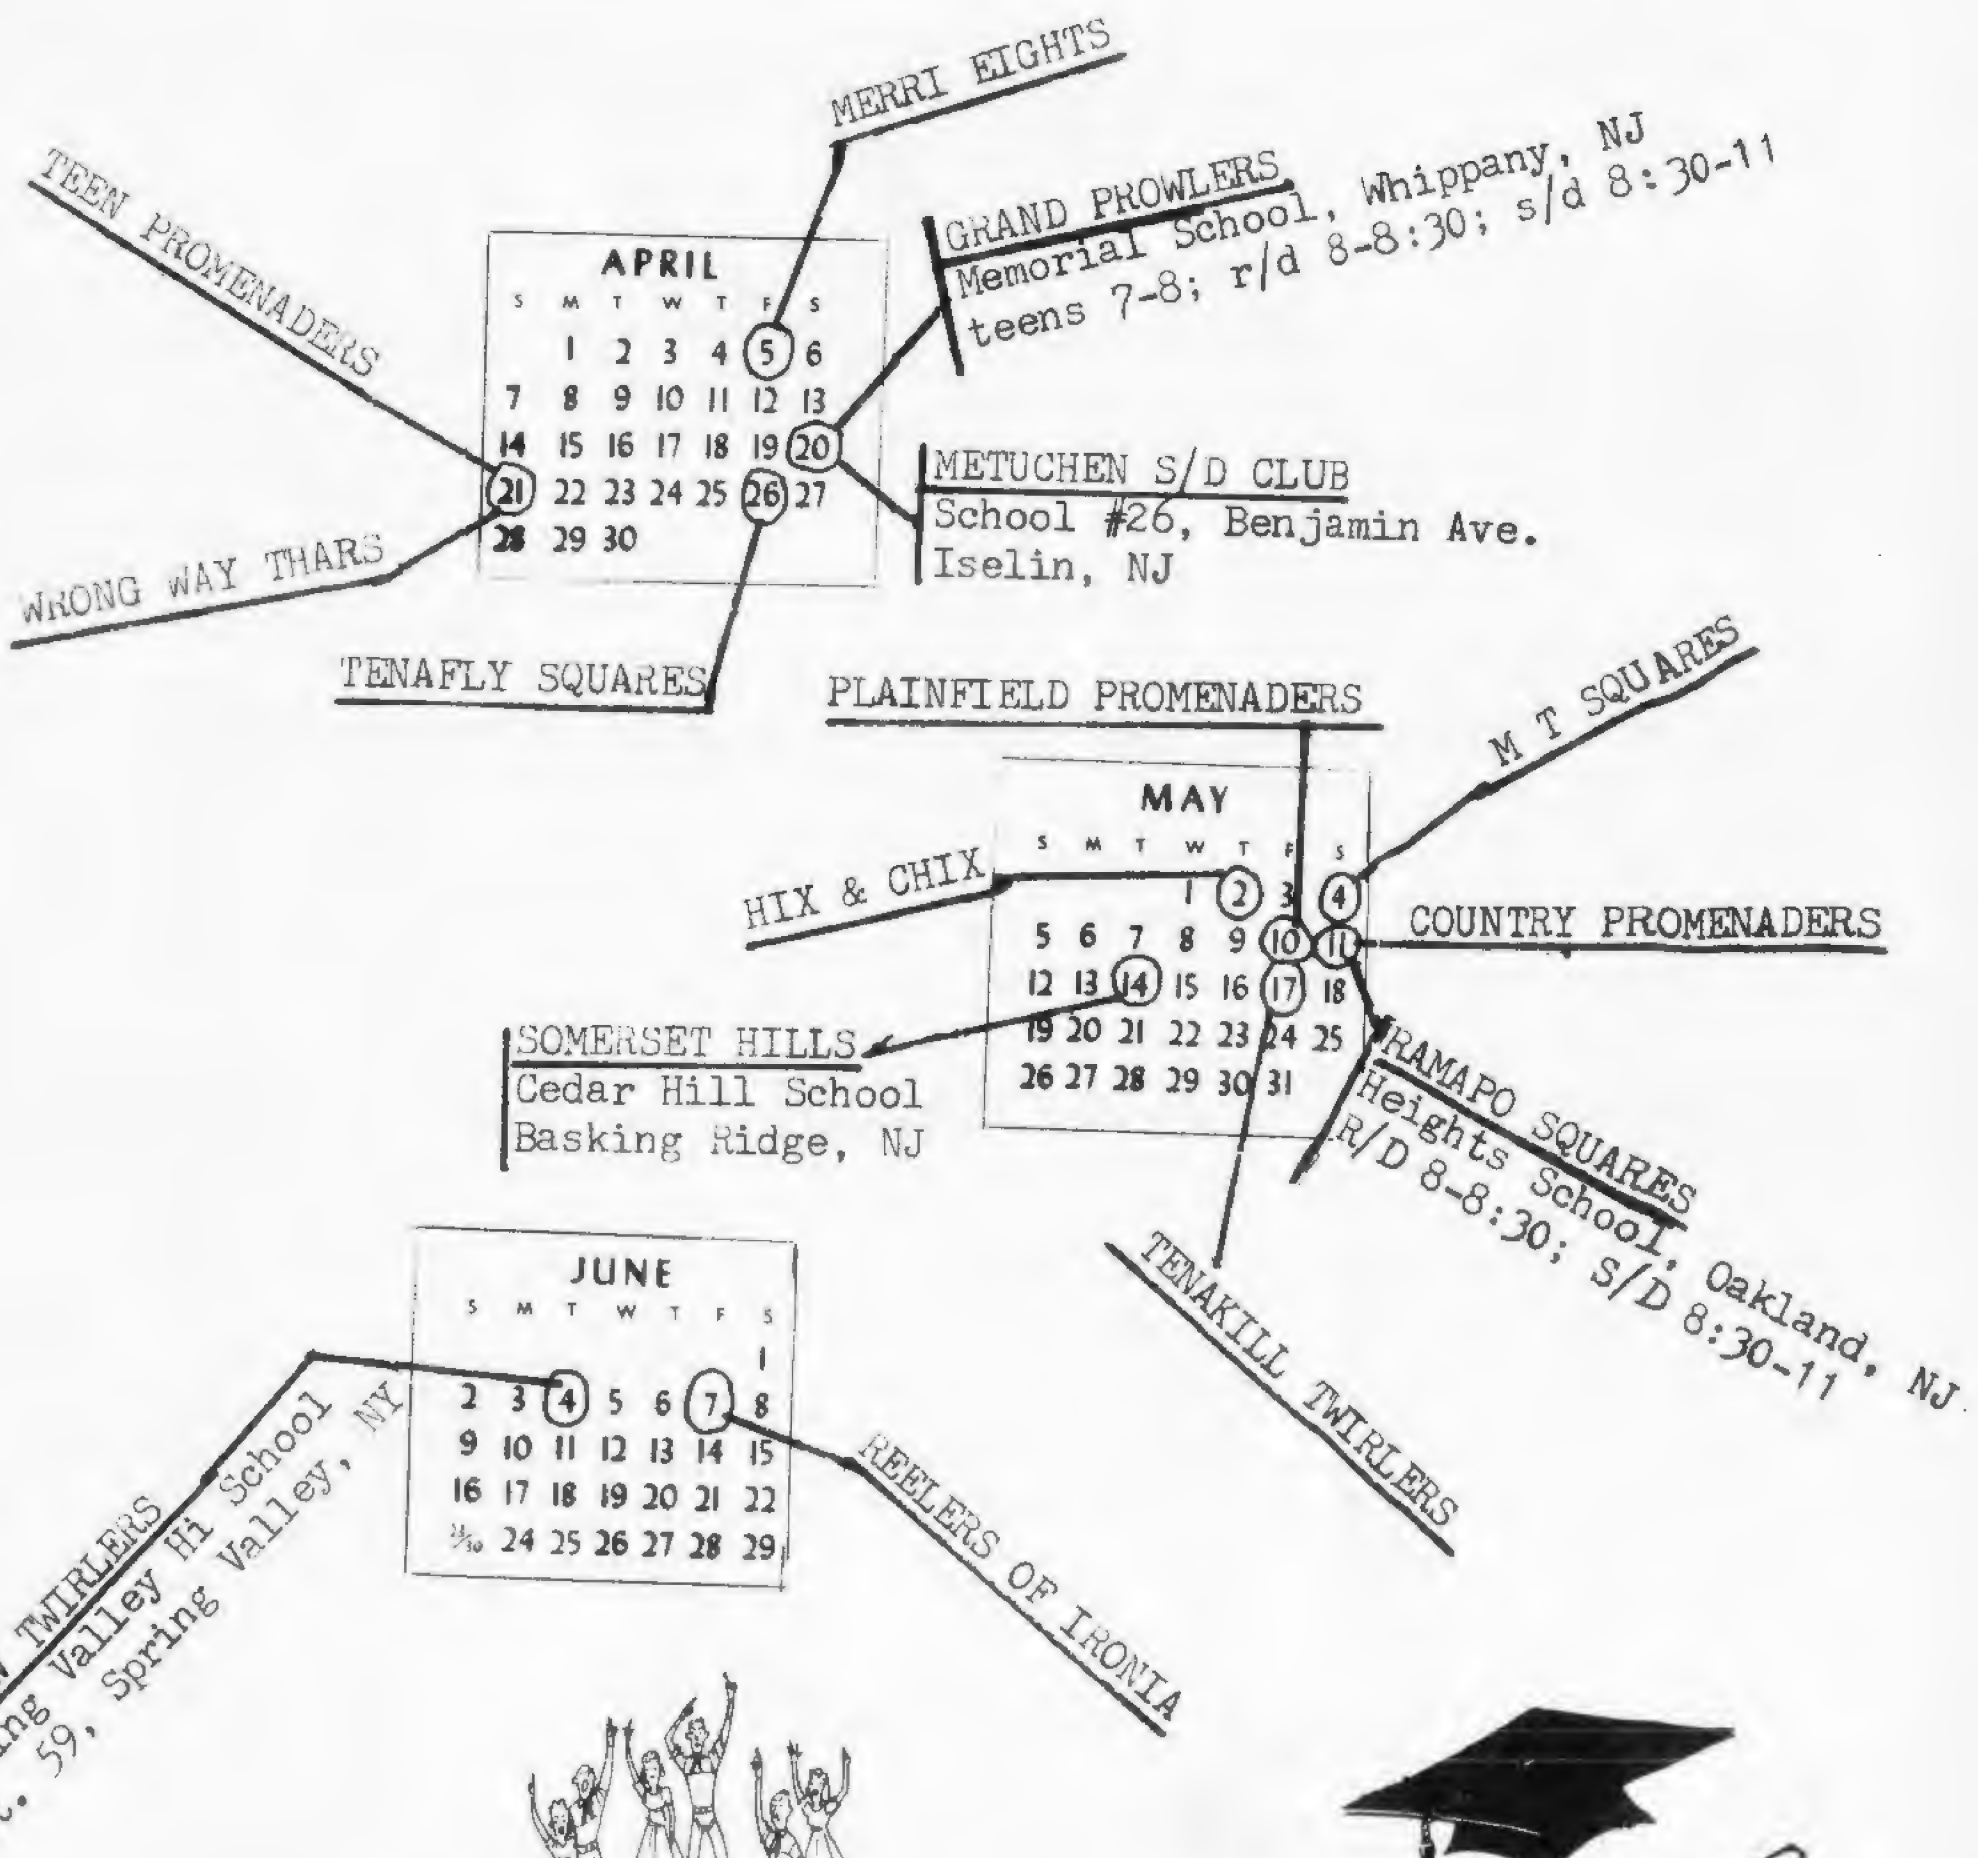 MERRI EIGHTS
TEEN PROMENADERS
GRAND PROWLERS
Memorial School, Whippany, NJ
teens 7-8; r/d 8-8:30; s/d 8:30-11
APRIL
S M T W T F S
1 2 3 4 5 6
7 8 9 10 11 12 13
14 15 16 17 18 19 20
21 22 23 24 25 26 27
28 29 30
METUCHEN S/D CLUB
School #26, Benjamin Ave.
Iselin, NJ
WRONG WAY THARS
TENAFLY SQUARES
PLAINFIELD PROMENADERS
M T SQUARES
MAY
S M T W T F S
1 2 3 4
5 6 7 8 9 10 11
12 13 14 15 16 17 18
19 20 21 22 23 24 25
26 27 28 29 30 31
HIX & CHIX
COUNTRY PROMENADERS
SOMERSET HILLS
Cedar Hill School
Basking Ridge, NJ
RAMAPO SQUARES
Heights School, Oakland, NJ
R/D 8-8:30; S/D 8:30-11
TENAKILL TWIRLERS
JUNE
S M T W T F S
1
2 3 4 5 6 7 8
9 10 11 12 13 14 15
16 17 18 19 20 21 22
23/30 24 25 26 27 28 29
REELERS OF IRONIA
TWIRLERS
Valley Hi School
59, Spring Valley, NY